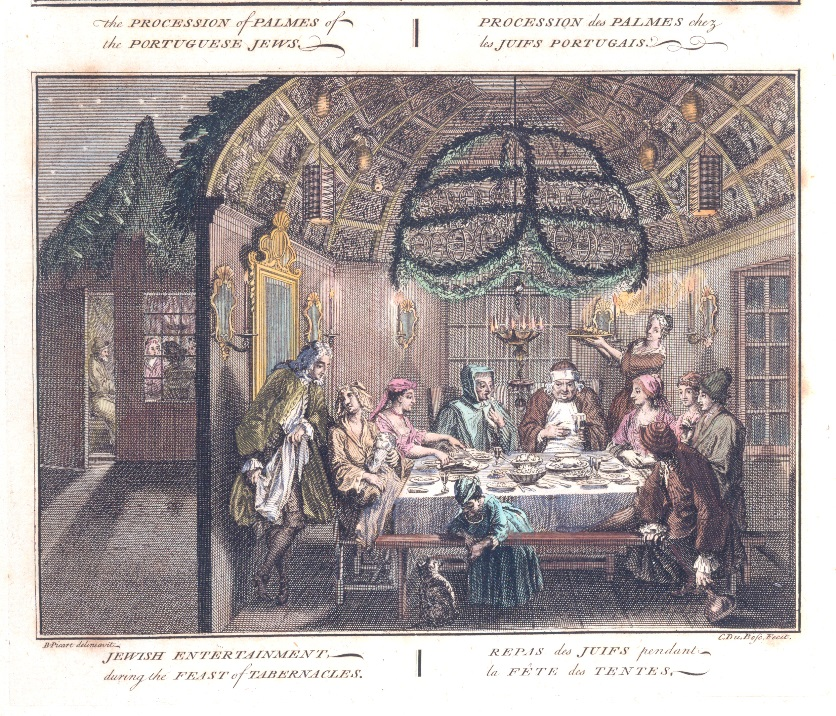 the PROCESSION of PALMES of
the PORTUGUESE JEWS.
PROCESSION des PALMES chez
les JUIFS PORTUGAIS.
B. Picart delineavit.
C. Du. Bosc. Fecit.
JEWISH ENTERTAINMENT,
during the FEAST of TABERNACLES.
REPAS des JUIFS pendant
la FÊTE des TENTES.